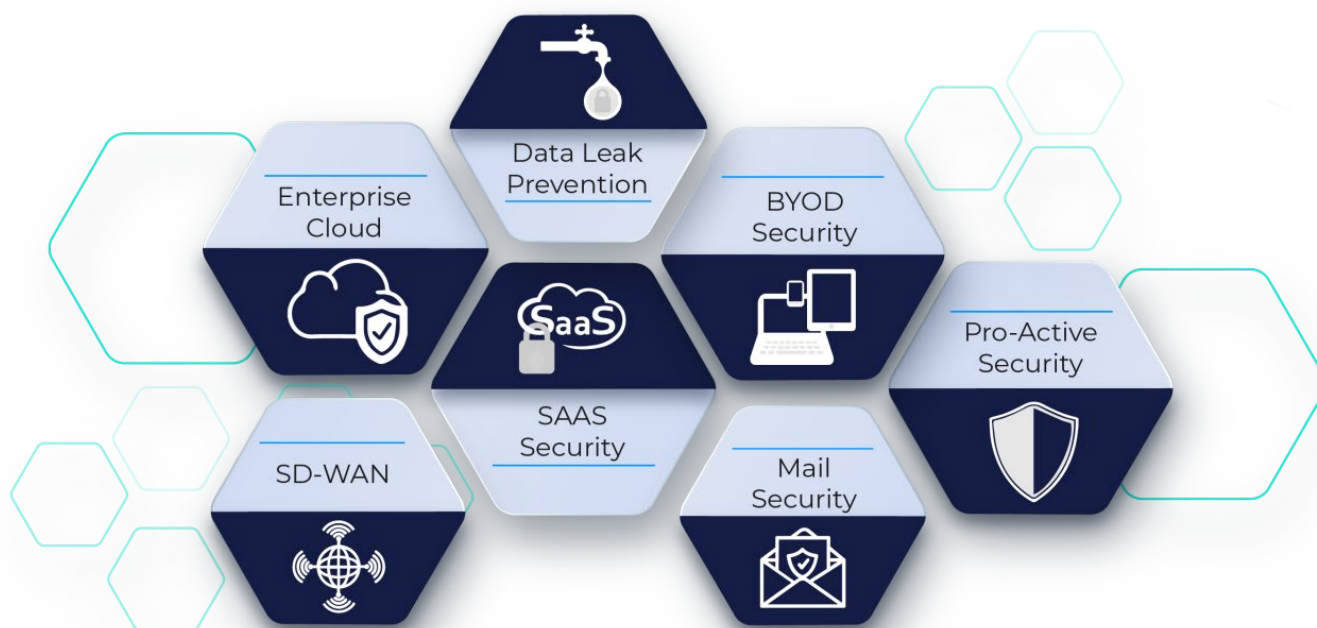 Data Leak
Prevention
Enterprise
Cloud
BYOD
Security
SaaS
SAAS
Security
Pro-Active
Security
SD-WAN
Mail
Security